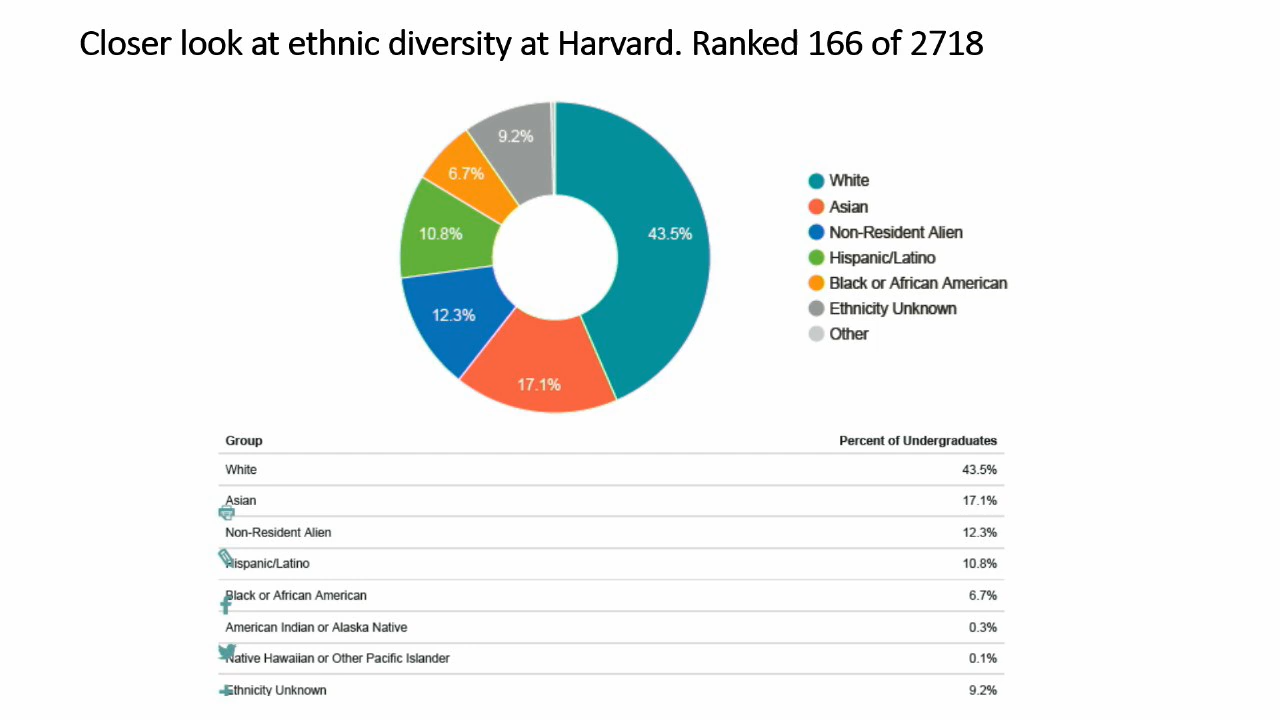 Closer look at ethnic diversity at Harvard. Ranked 166 of 2718
9.2%
6.7%
10.8%
43.5%
12.3%
17.1%
White
Asian
Non-Resident Alien
Hispanic/Latino
Black or African American
Ethnicity Unknown
Other
Group Percent of Undergraduates
White 43.5%
Asian 17.1%
Non-Resident Alien 12.3%
Hispanic/Latino 10.8%
Black or African American 6.7%
American Indian or Alaska Native 0.3%
Native Hawaiian or Other Pacific Islander 0.1%
Ethnicity Unknown 9.2%